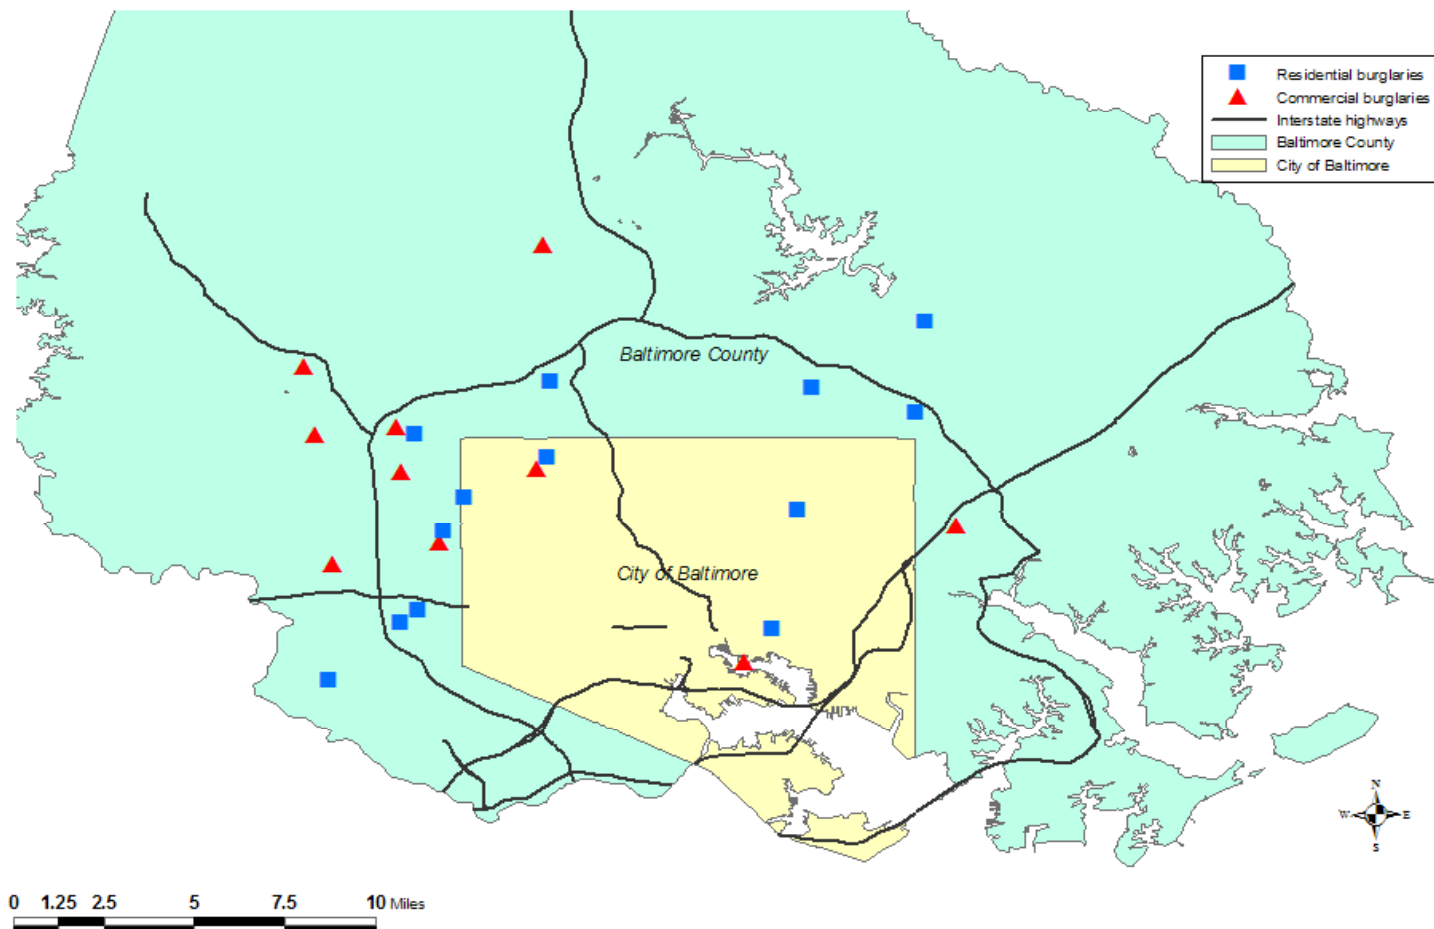 Residential burglaries
Commercial burglaries
Interstate highways
Baltimore County
City of Baltimore
Baltimore County
City of Baltimore
N
W E
S
0 1.25 2.5 5 7.5 10 Miles